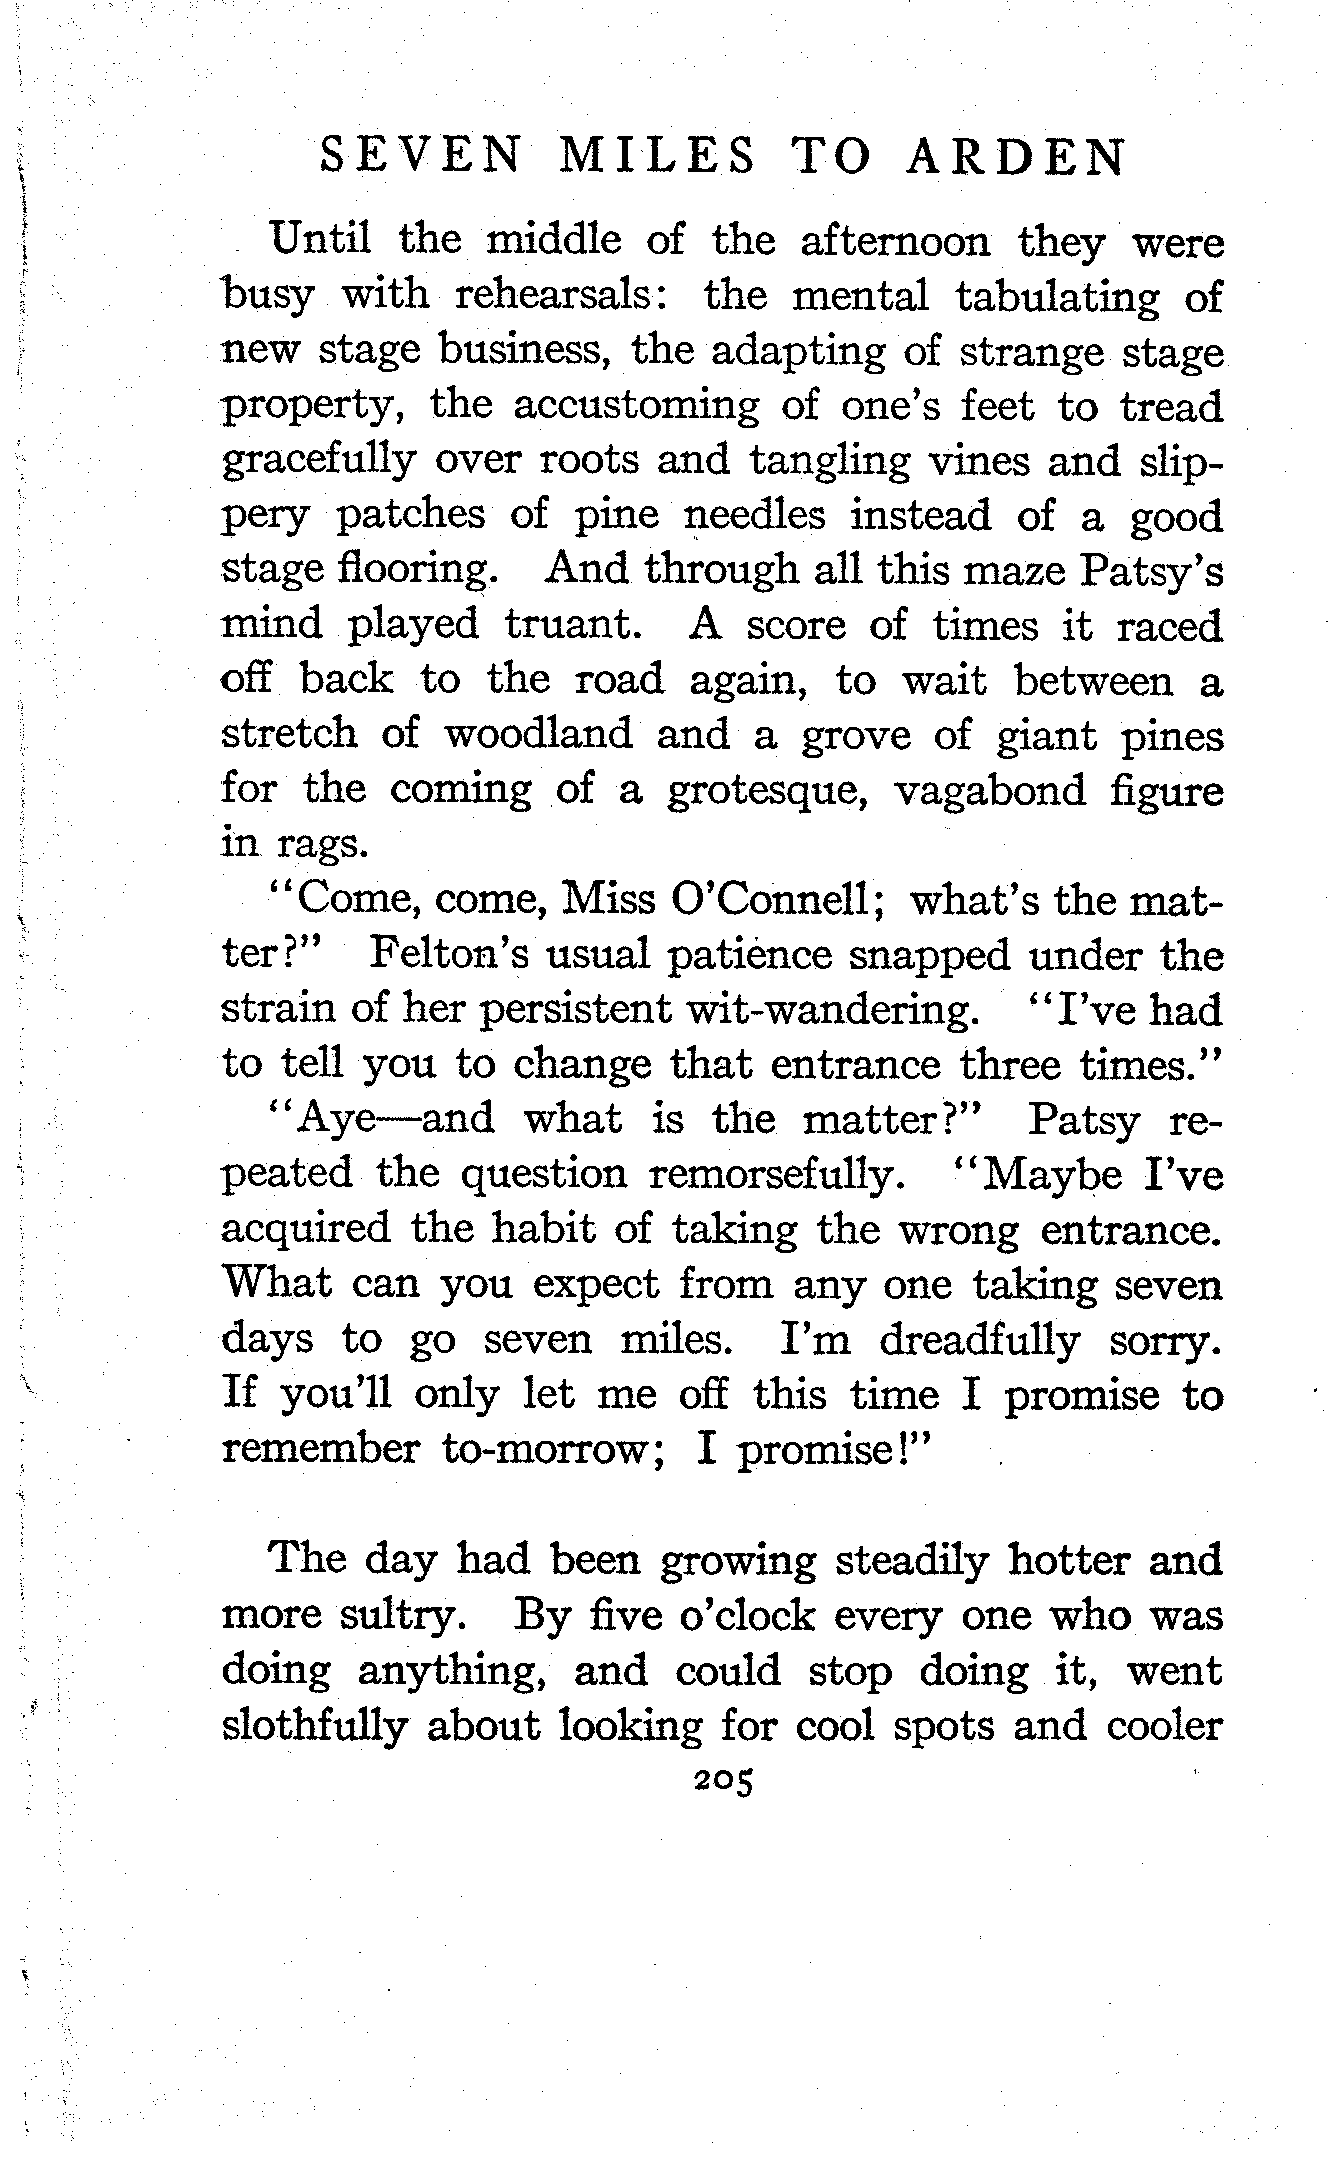 SEVEN MILES TO ARDEN
Until the middle of the afternoon they were
busy with rehearsals: the mental tabulating of
new stage business, the adapting of strange stage
property, the accustoming of one's feet to tread
gracefully over roots and tangling vines and slip-
pery patches of pine needles instead of a good
stage flooring. And through all this maze Patsy's
mind played truant. A score of times it raced
off back to the road again, to wait between a
stretch of woodland and a grove of giant pines
for the coming of a grotesque, vagabond figure
in rags.
"Come, come, Miss O'Connell; what's the mat-
ter?" Felton's usual patience snapped under the
strain of her persistent wit-wandering. "I've had
to tell you to change that entrance three times."
"Aye—and what is the matter?" Patsy re-
peated the question remorsefully. "Maybe I've
acquired the habit of taking the wrong entrance.
What can you expect from any one taking seven
days to go seven miles. I'm dreadfully sorry.
If you'll only let me off this time I promise to
remember to-morrow; I promise!"
The day had been growing steadily hotter and
more sultry. By five o'clock every one who was
doing anything, and could stop doing it, went
slothfully about looking for cool spots and cooler
205